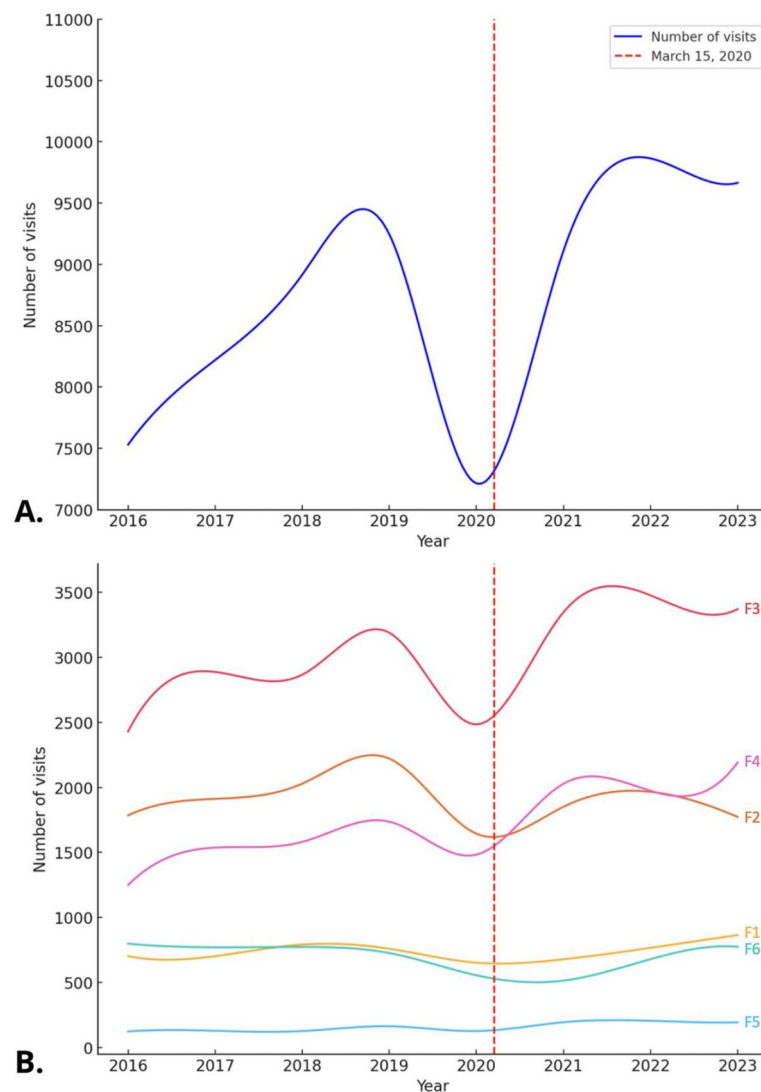 11000
10500
10000
9500
9000
8500
8000
7500
7000
Number of visits
Number of visits
March 15, 2020
2016 2017 2018 2019 2020 2021 2022 2023
Year
A.
3500
3000
2500
2000
1500
1000
500
0
Number of visits
F3
F4
F2
F1
F6
F5
2016 2017 2018 2019 2020 2021 2022 2023
Year
B.